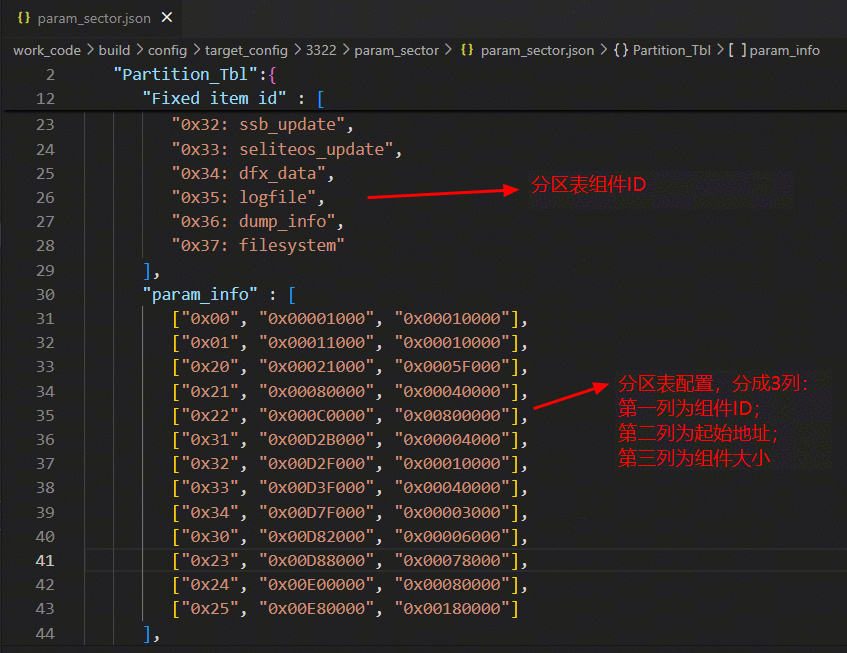 {} param_sector.json ×
work_code > build > config > target_config > 3322 > param_sector > {} param_sector.json > {} Partition_Tbl > [ ] param_info
2 "Partition_Tbl":{
12 "Fixed item id" : [
23 "0x32: ssb_update",
24 "0x33: seliteos_update",
25 "0x34: dfx_data",
26 "0x35: logfile",
分区表组件ID
27 "0x36: dump_info",
28 "0x37: filesystem"
29 ],
30 "param_info" : [
31 ["0x00", "0x00001000", "0x00010000"],
32 ["0x01", "0x00011000", "0x00010000"],
33 ["0x20", "0x00021000", "0x0005F000"],
34 ["0x21", "0x00080000", "0x00040000"],
35 ["0x22", "0x000C0000", "0x00800000"],
36 ["0x31", "0x00D2B000", "0x00004000"],
37 ["0x32", "0x00D2F000", "0x00010000"],
38 ["0x33", "0x00D3F000", "0x00040000"],
39 ["0x34", "0x00D7F000", "0x00003000"],
40 ["0x30", "0x00D82000", "0x00006000"],
41 ["0x23", "0x00D88000", "0x00078000"],
42 ["0x24", "0x00E00000", "0x00080000"],
43 ["0x25", "0x00E80000", "0x00180000"]
44 ],
分区表配置，分成3列：
第一列为组件ID；
第二列为起始地址；
第三列为组件大小